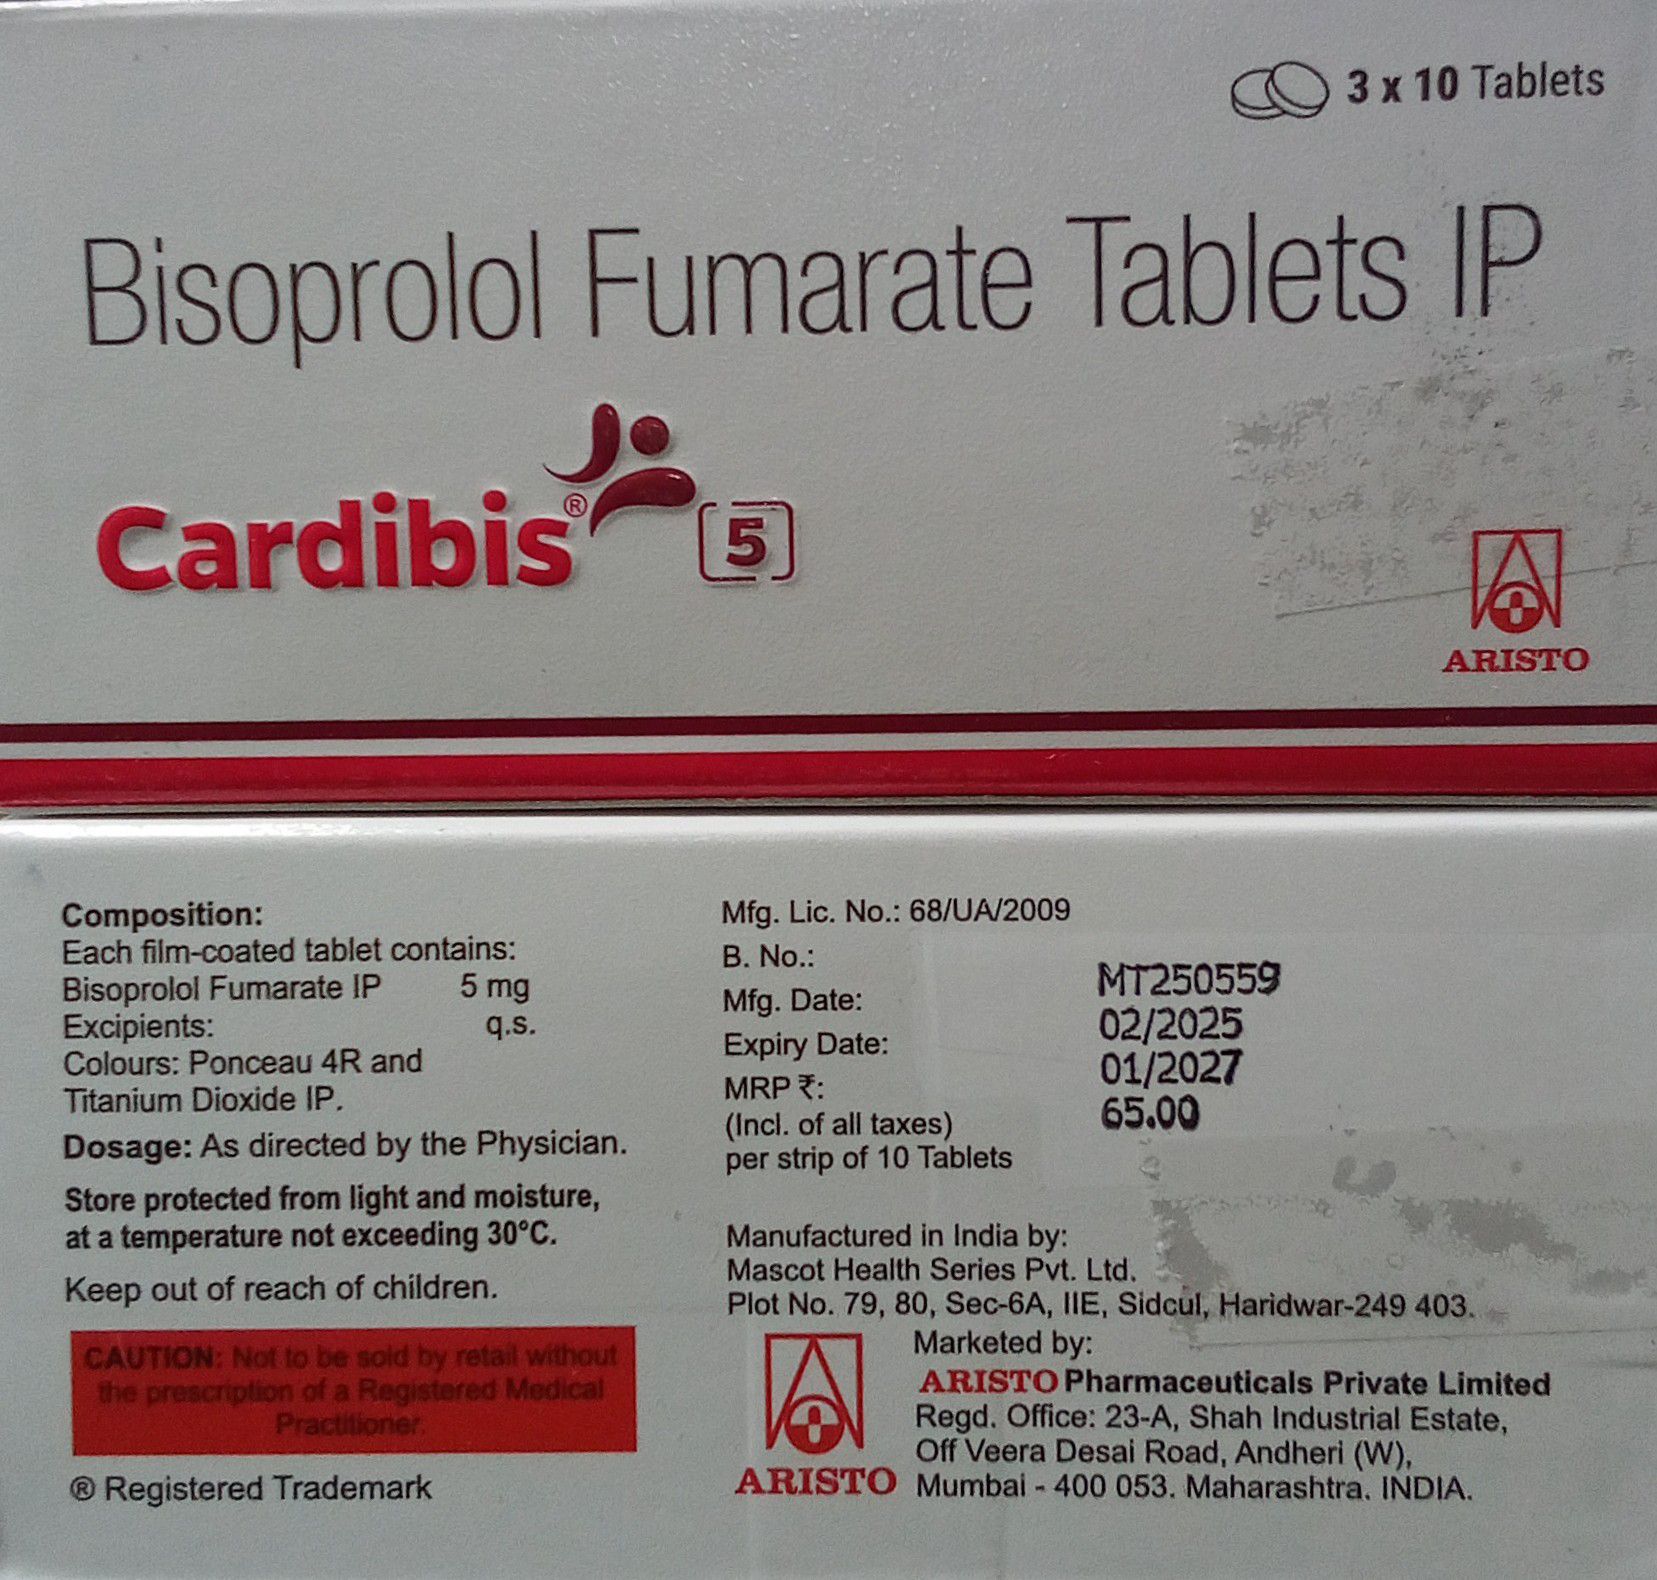 3 x 10 Tablets
Bisoprolol Fumarate Tablets IP
Cardibis® 5
ARISTO
Composition:
Each film-coated tablet contains:
Bisoprolol Fumarate IP 5 mg
Excipients: q.s.
Colours: Ponceau 4R and
Titanium Dioxide IP.
Dosage: As directed by the Physician.
Store protected from light and moisture,
at a temperature not exceeding 30°C.
Keep out of reach of children.
CAUTION: Not to be sold by retail without
the prescription of a Registered Medical
Practitioner.
® Registered Trademark
Mfg. Lic. No.: 68/UA/2009
B. No.: MT250559
Mfg. Date: 02/2025
Expiry Date: 01/2027
MRP ₹: 65.00
(Incl. of all taxes)
per strip of 10 Tablets
Manufactured in India by:
Mascot Health Series Pvt. Ltd.
Plot No. 79, 80, Sec-6A, IIE, Sidcul, Haridwar-249 403.
Marketed by:
ARISTO Pharmaceuticals Private Limited
Regd. Office: 23-A, Shah Industrial Estate,
Off Veera Desai Road, Andheri (W),
Mumbai - 400 053. Maharashtra. INDIA.
ARISTO